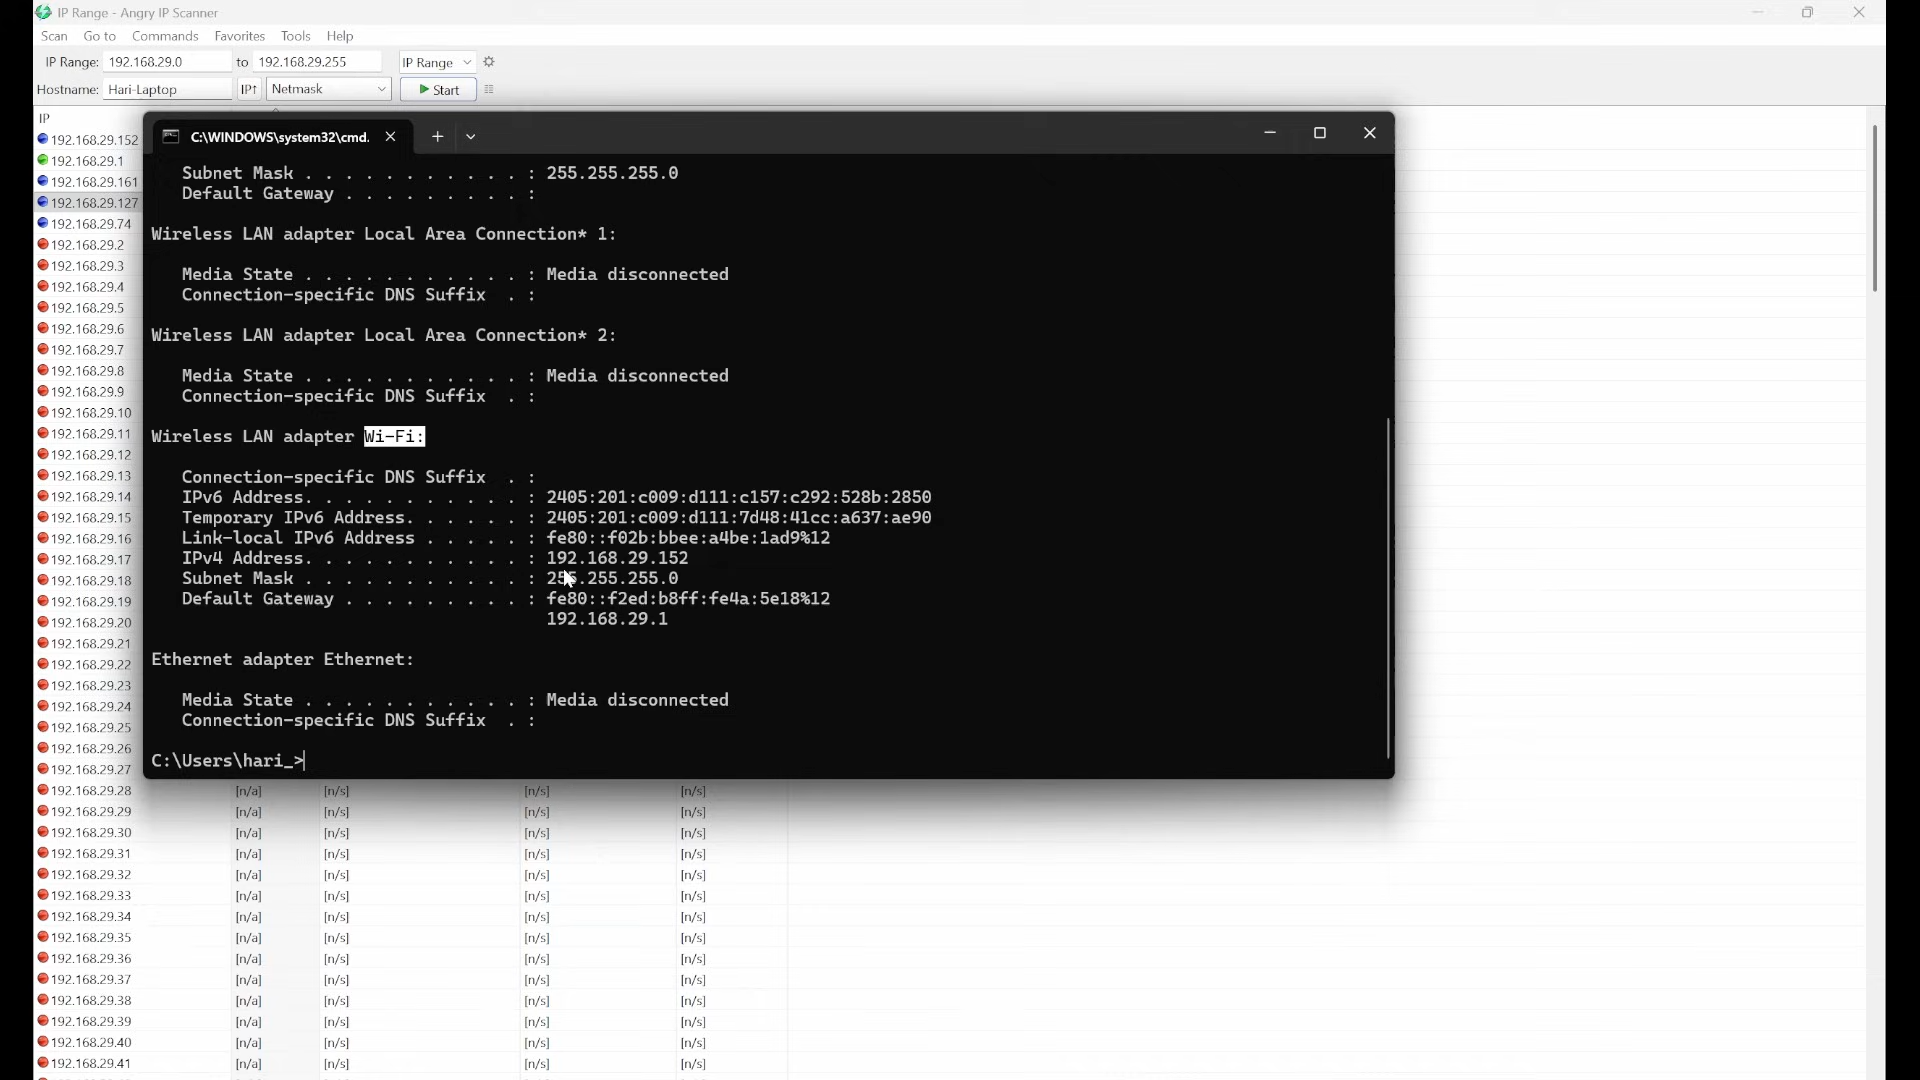 IP Range - Angry IP Scanner
Scan Go to Commands Favorites Tools Help
IP Range: 192.168.29.0 to 192.168.29.255 IP Range
Hostname: Hari-Laptop IP↑ Netmask Start
IP
192.168.29.152
192.168.29.1
192.168.29.161
192.168.29.127
192.168.29.74
192.168.29.2
192.168.29.3
192.168.29.4
192.168.29.5
192.168.29.6
192.168.29.7
192.168.29.8
192.168.29.9
192.168.29.10
192.168.29.11
192.168.29.12
192.168.29.13
192.168.29.14
192.168.29.15
192.168.29.16
192.168.29.17
192.168.29.18
192.168.29.19
192.168.29.20
192.168.29.21
192.168.29.22
192.168.29.23
192.168.29.24
192.168.29.25
192.168.29.26
192.168.29.27
C:\WINDOWS\system32\cmd.
Subnet Mask . . . . . . . . . . . : 255.255.255.0
Default Gateway . . . . . . . . . :
Wireless LAN adapter Local Area Connection* 1:
Media State . . . . . . . . . . . : Media disconnected
Connection-specific DNS Suffix . :
Wireless LAN adapter Local Area Connection* 2:
Media State . . . . . . . . . . . : Media disconnected
Connection-specific DNS Suffix . :
Wireless LAN adapter Wi-Fi:
Connection-specific DNS Suffix . :
IPv6 Address. . . . . . . . . . . : 2405:201:c009:d111:c157:c292:528b:2850
Temporary IPv6 Address. . . . . . : 2405:201:c009:d111:7d48:41cc:a637:ae90
Link-local IPv6 Address . . . . . : fe80::f02b:bbee:a4be:1ad9%12
IPv4 Address. . . . . . . . . . . : 192.168.29.152
Subnet Mask . . . . . . . . . . . : 255.255.255.0
Default Gateway . . . . . . . . . : fe80::f2ed:b8ff:fe4a:5e18%12
192.168.29.1
Ethernet adapter Ethernet:
Media State . . . . . . . . . . . : Media disconnected
Connection-specific DNS Suffix . :
C:\Users\hari_>
192.168.29.28 [n/a] [n/s] [n/s] [n/s]
192.168.29.29 [n/a] [n/s] [n/s] [n/s]
192.168.29.30 [n/a] [n/s] [n/s] [n/s]
192.168.29.31 [n/a] [n/s] [n/s] [n/s]
192.168.29.32 [n/a] [n/s] [n/s] [n/s]
192.168.29.33 [n/a] [n/s] [n/s] [n/s]
192.168.29.34 [n/a] [n/s] [n/s] [n/s]
192.168.29.35 [n/a] [n/s] [n/s] [n/s]
192.168.29.36 [n/a] [n/s] [n/s] [n/s]
192.168.29.37 [n/a] [n/s] [n/s] [n/s]
192.168.29.38 [n/a] [n/s] [n/s] [n/s]
192.168.29.39 [n/a] [n/s] [n/s] [n/s]
192.168.29.40 [n/a] [n/s] [n/s] [n/s]
192.168.29.41 [n/a] [n/s] [n/s] [n/s]